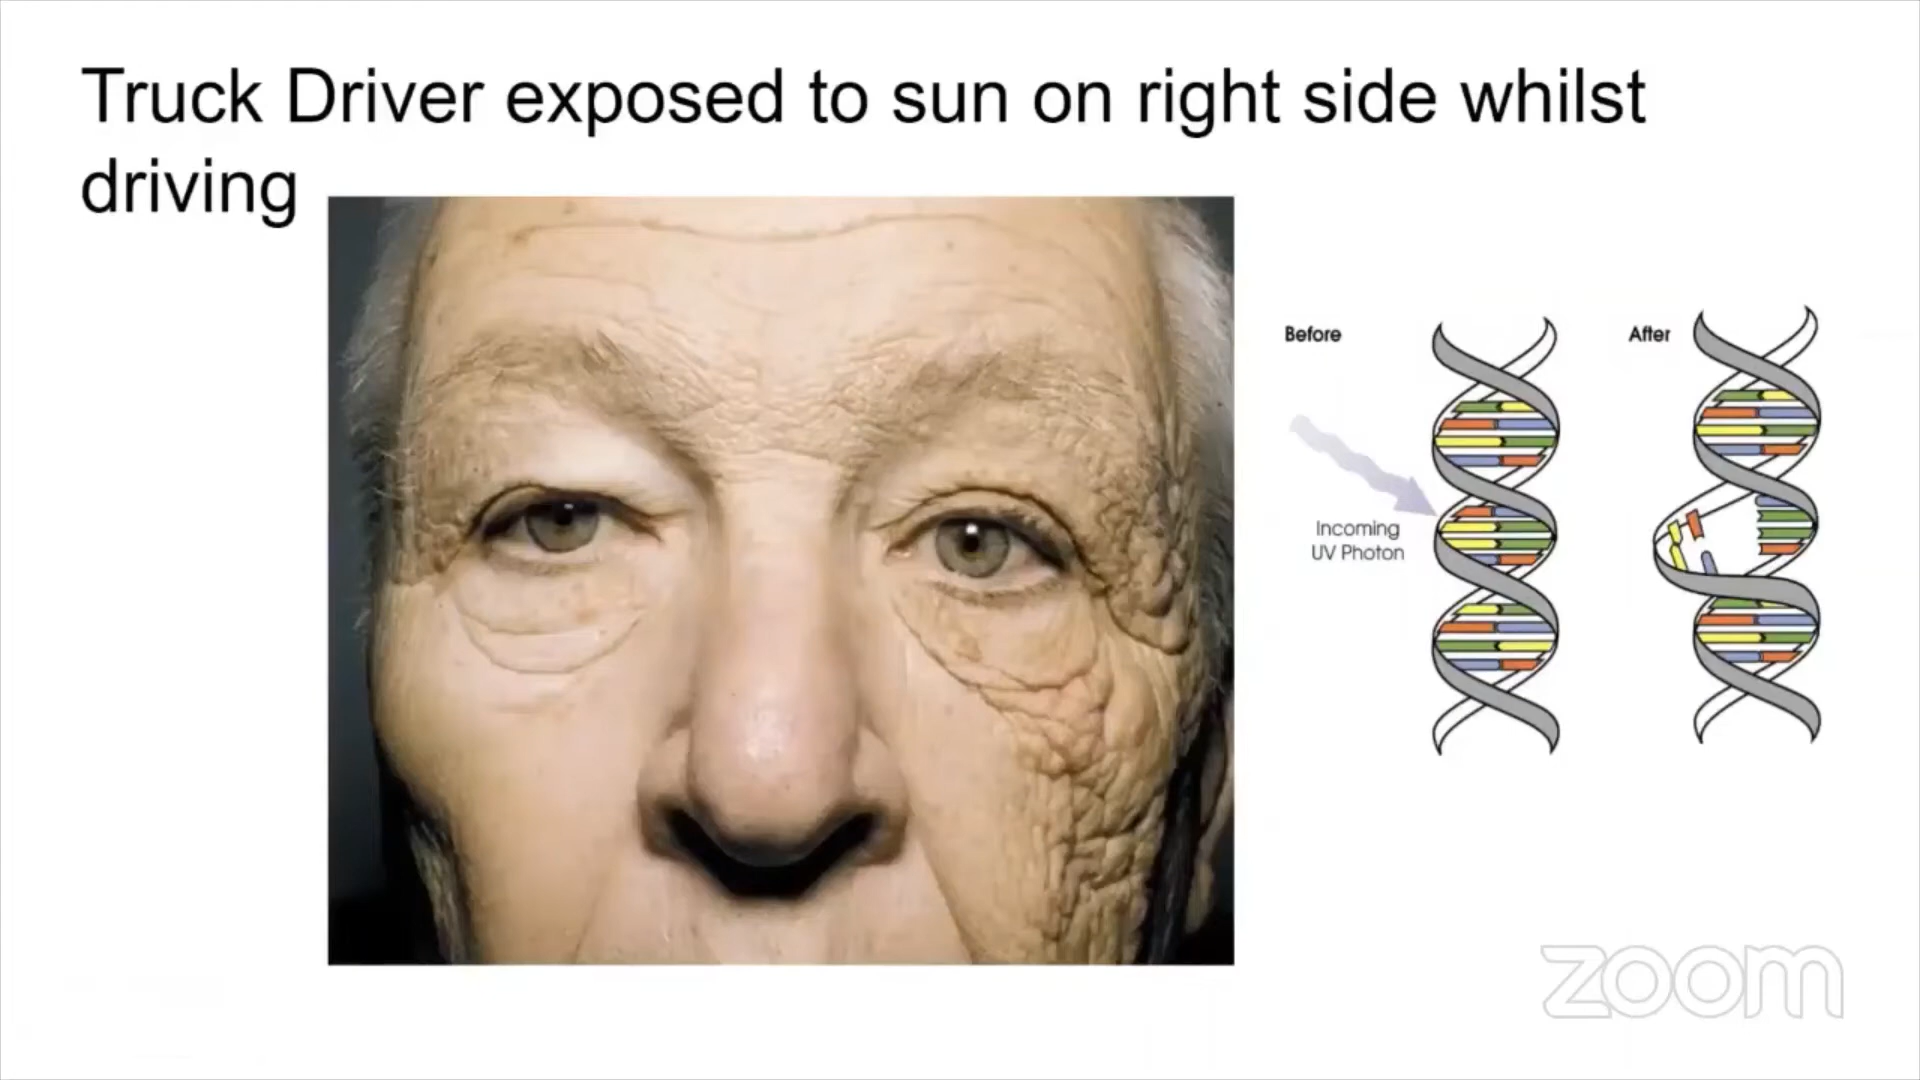 Truck Driver exposed to sun on right side whilst
driving
Before
After
Incoming
UV Photon
zoom